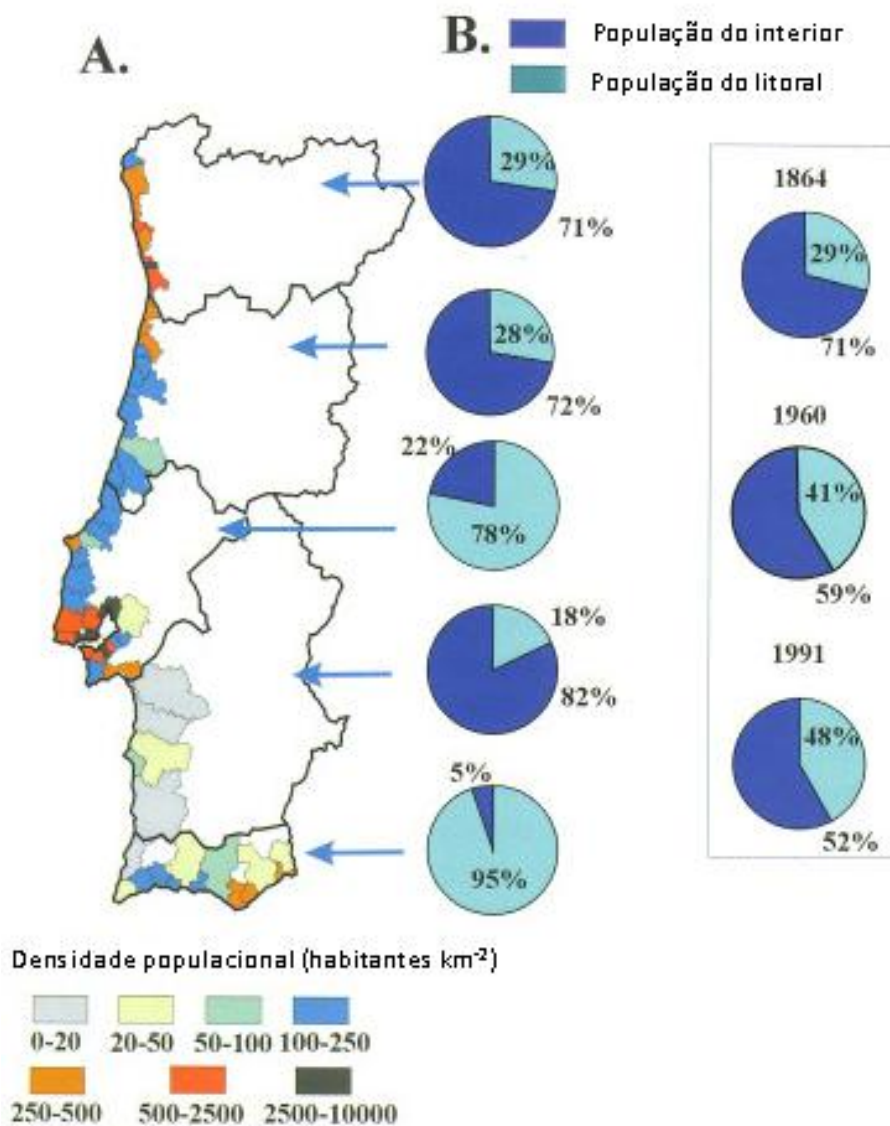 A.
B.
População do interior
População do litoral
29%
71%
28%
72%
22%
78%
18%
82%
5%
95%
1864
29%
71%
1960
41%
59%
1991
48%
52%
Densidade populacional (habitantes km⁻²)
0-20 20-50 50-100 100-250
250-500 500-2500 2500-10000